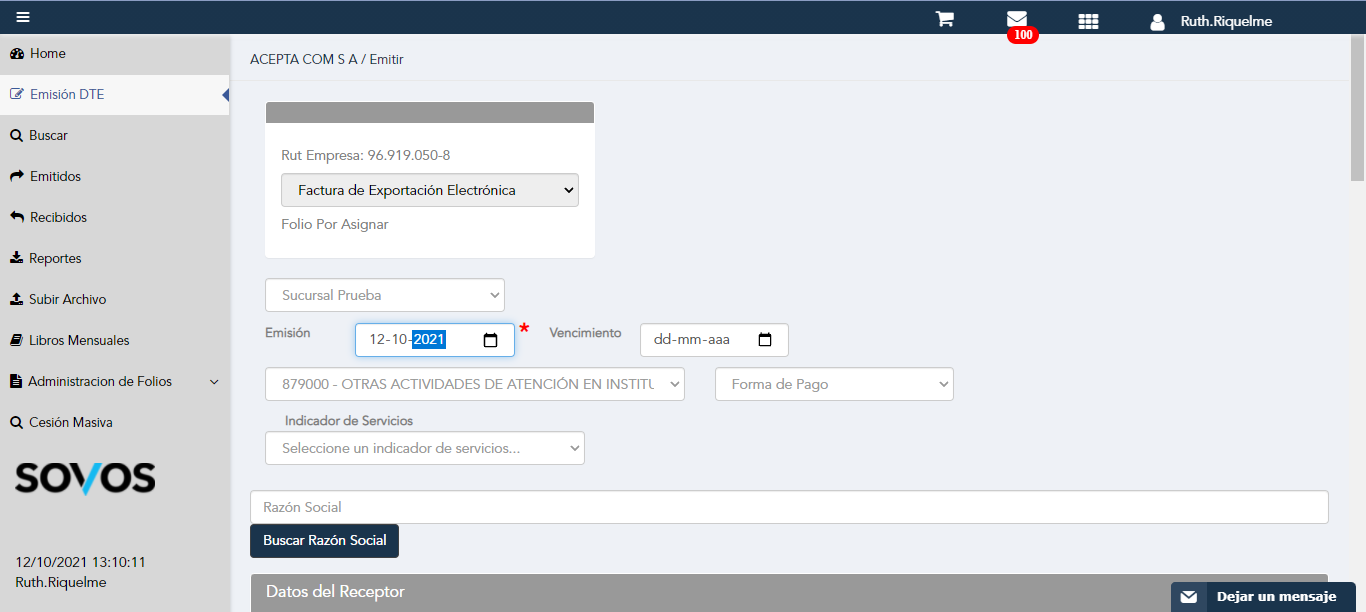 100
Ruth.Riquelme
Home
Emisión DTE
Buscar
Emitidos
Recibidos
Reportes
Subir Archivo
Libros Mensuales
Administracion de Folios
Cesión Masiva
SOVOS
12/10/2021 13:10:11
Ruth.Riquelme
ACEPTA COM S A / Emitir
Rut Empresa: 96.919.050-8
Factura de Exportación Electrónica
Folio Por Asignar
Sucursal Prueba
Emisión 12-10-2021 * Vencimiento dd-mm-aaa
879000 - OTRAS ACTIVIDADES DE ATENCIÓN EN INSTITU Forma de Pago
Indicador de Servicios
Seleccione un indicador de servicios...
Razón Social
Buscar Razón Social
Datos del Receptor
Dejar un mensaje